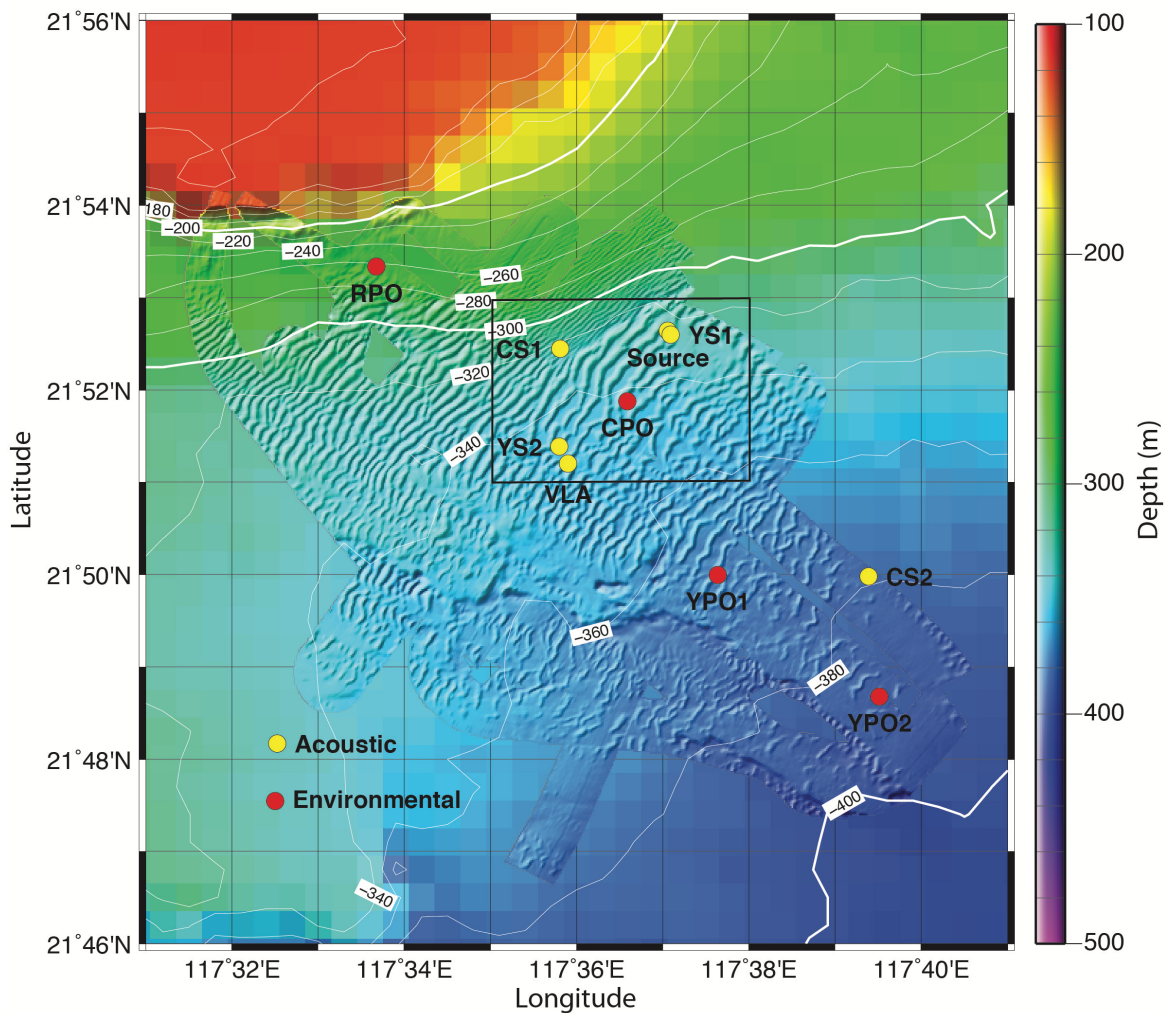 21°56'N
21°54'N
21°52'N
21°50'N
21°48'N
21°46'N
Latitude
117°32'E
117°34'E
117°36'E
117°38'E
117°40'E
Longitude
180
−200
−220
−240
−260
−280
−300
−320
−340
−360
−380
−400
−340
RPO
CS1
YS1
Source
CPO
YS2
VLA
YPO1
CS2
YPO2
Acoustic
Environmental
−100
−200
−300
−400
−500
Depth (m)